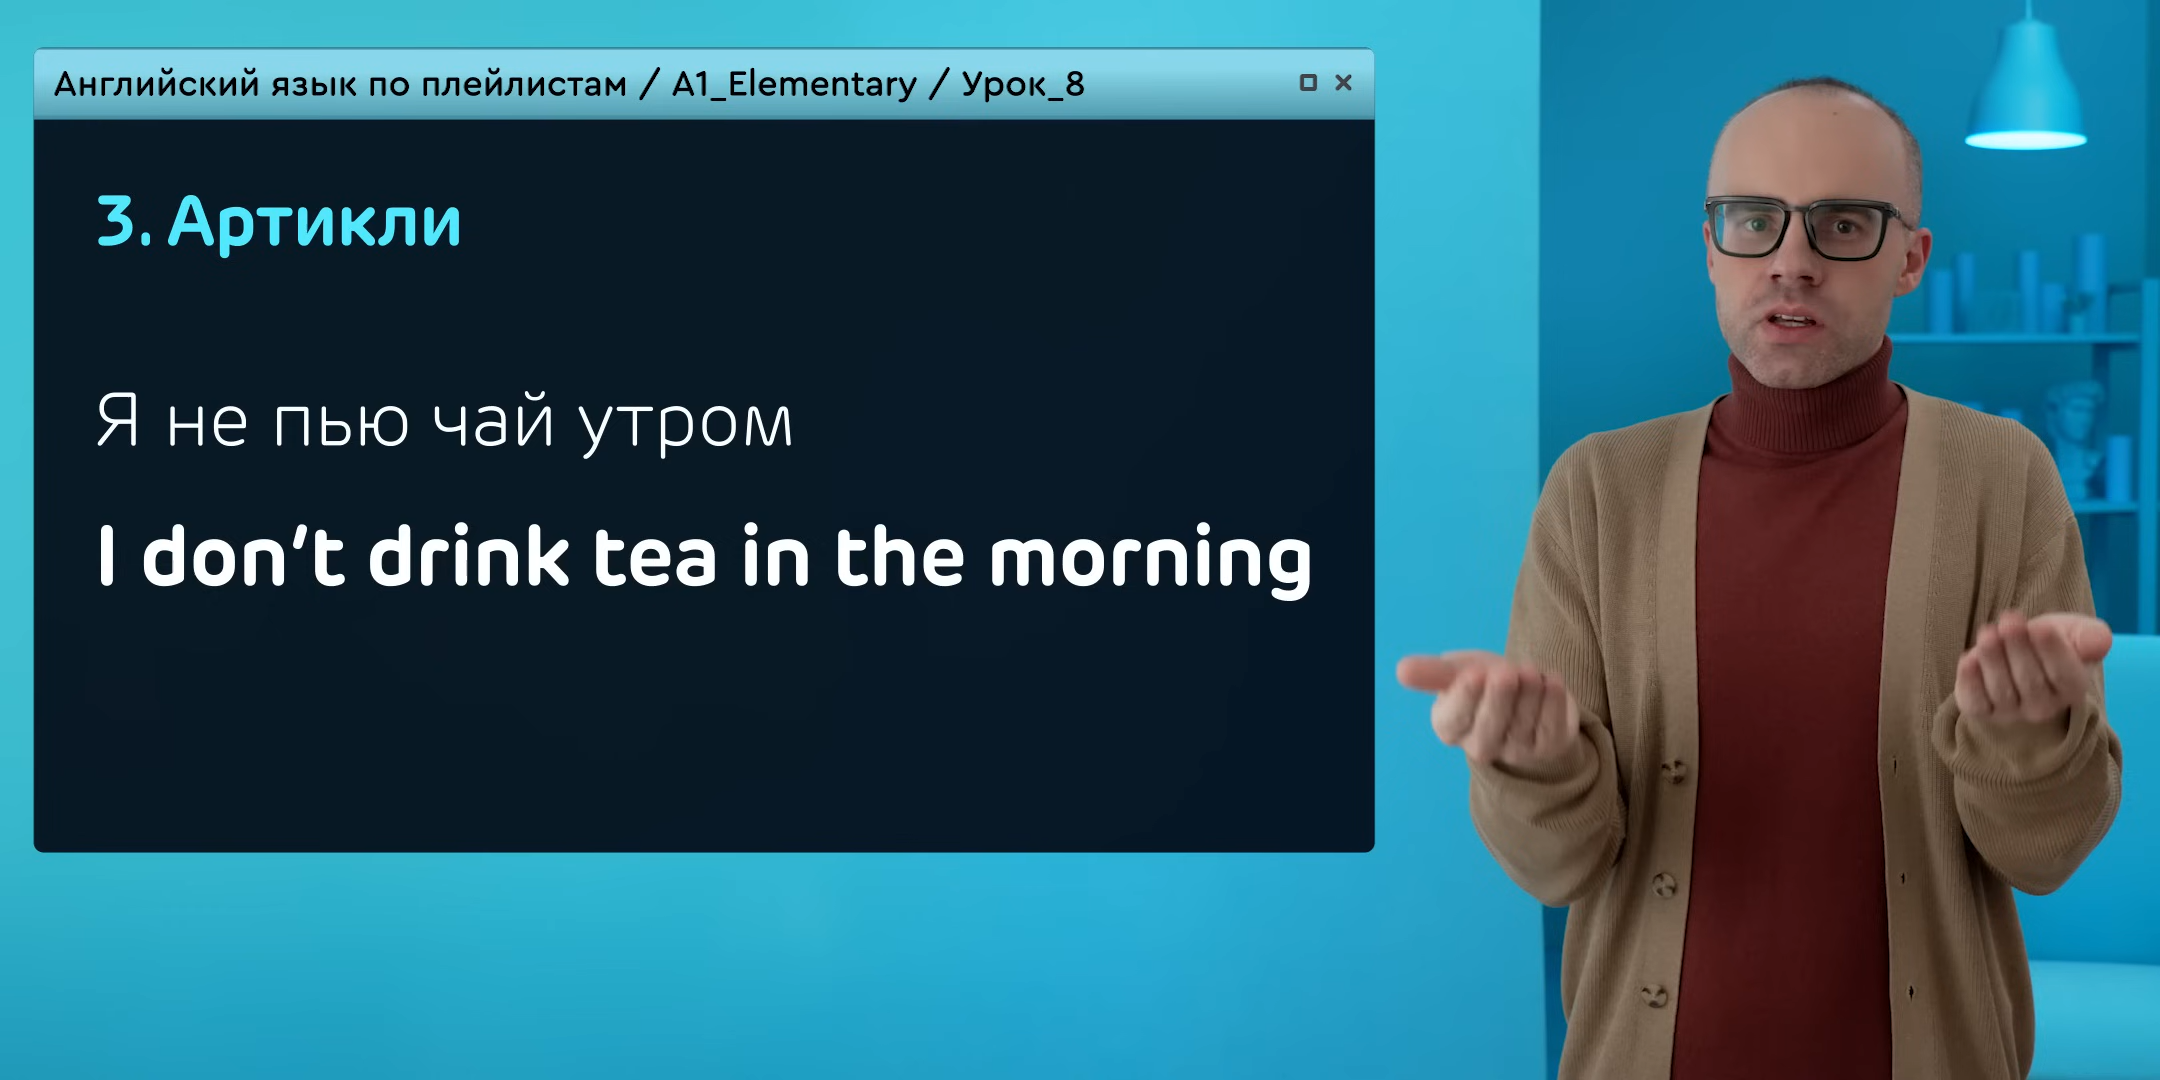 Английский язык по плейлистам / A1_Elementary / Урок_8
3. Артикли
Я не пью чай утром
I don’t drink tea in the morning